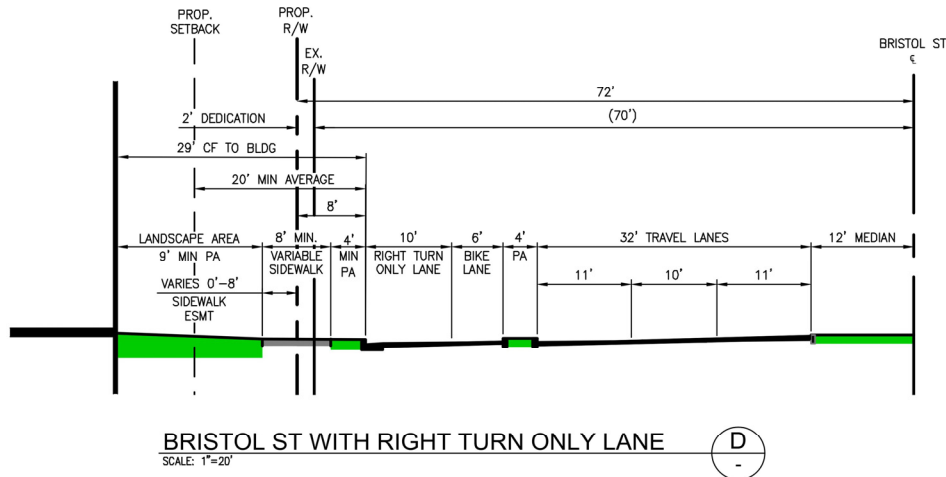 PROP.
SETBACK
PROP.
R/W
EX.
R/W
BRISTOL ST
℄
72'
2' DEDICATION
(70')
29' CF TO BLDG
20' MIN AVERAGE
8'
LANDSCAPE AREA
9' MIN PA
8' MIN.
VARIABLE
SIDEWALK
4'
MIN
PA
10'
RIGHT TURN
ONLY LANE
6'
BIKE
LANE
4'
PA
32' TRAVEL LANES
12' MEDIAN
VARIES 0'-8'
SIDEWALK
ESMT
11'
10'
11'
BRISTOL ST WITH RIGHT TURN ONLY LANE
SCALE: 1"=20'
D
-